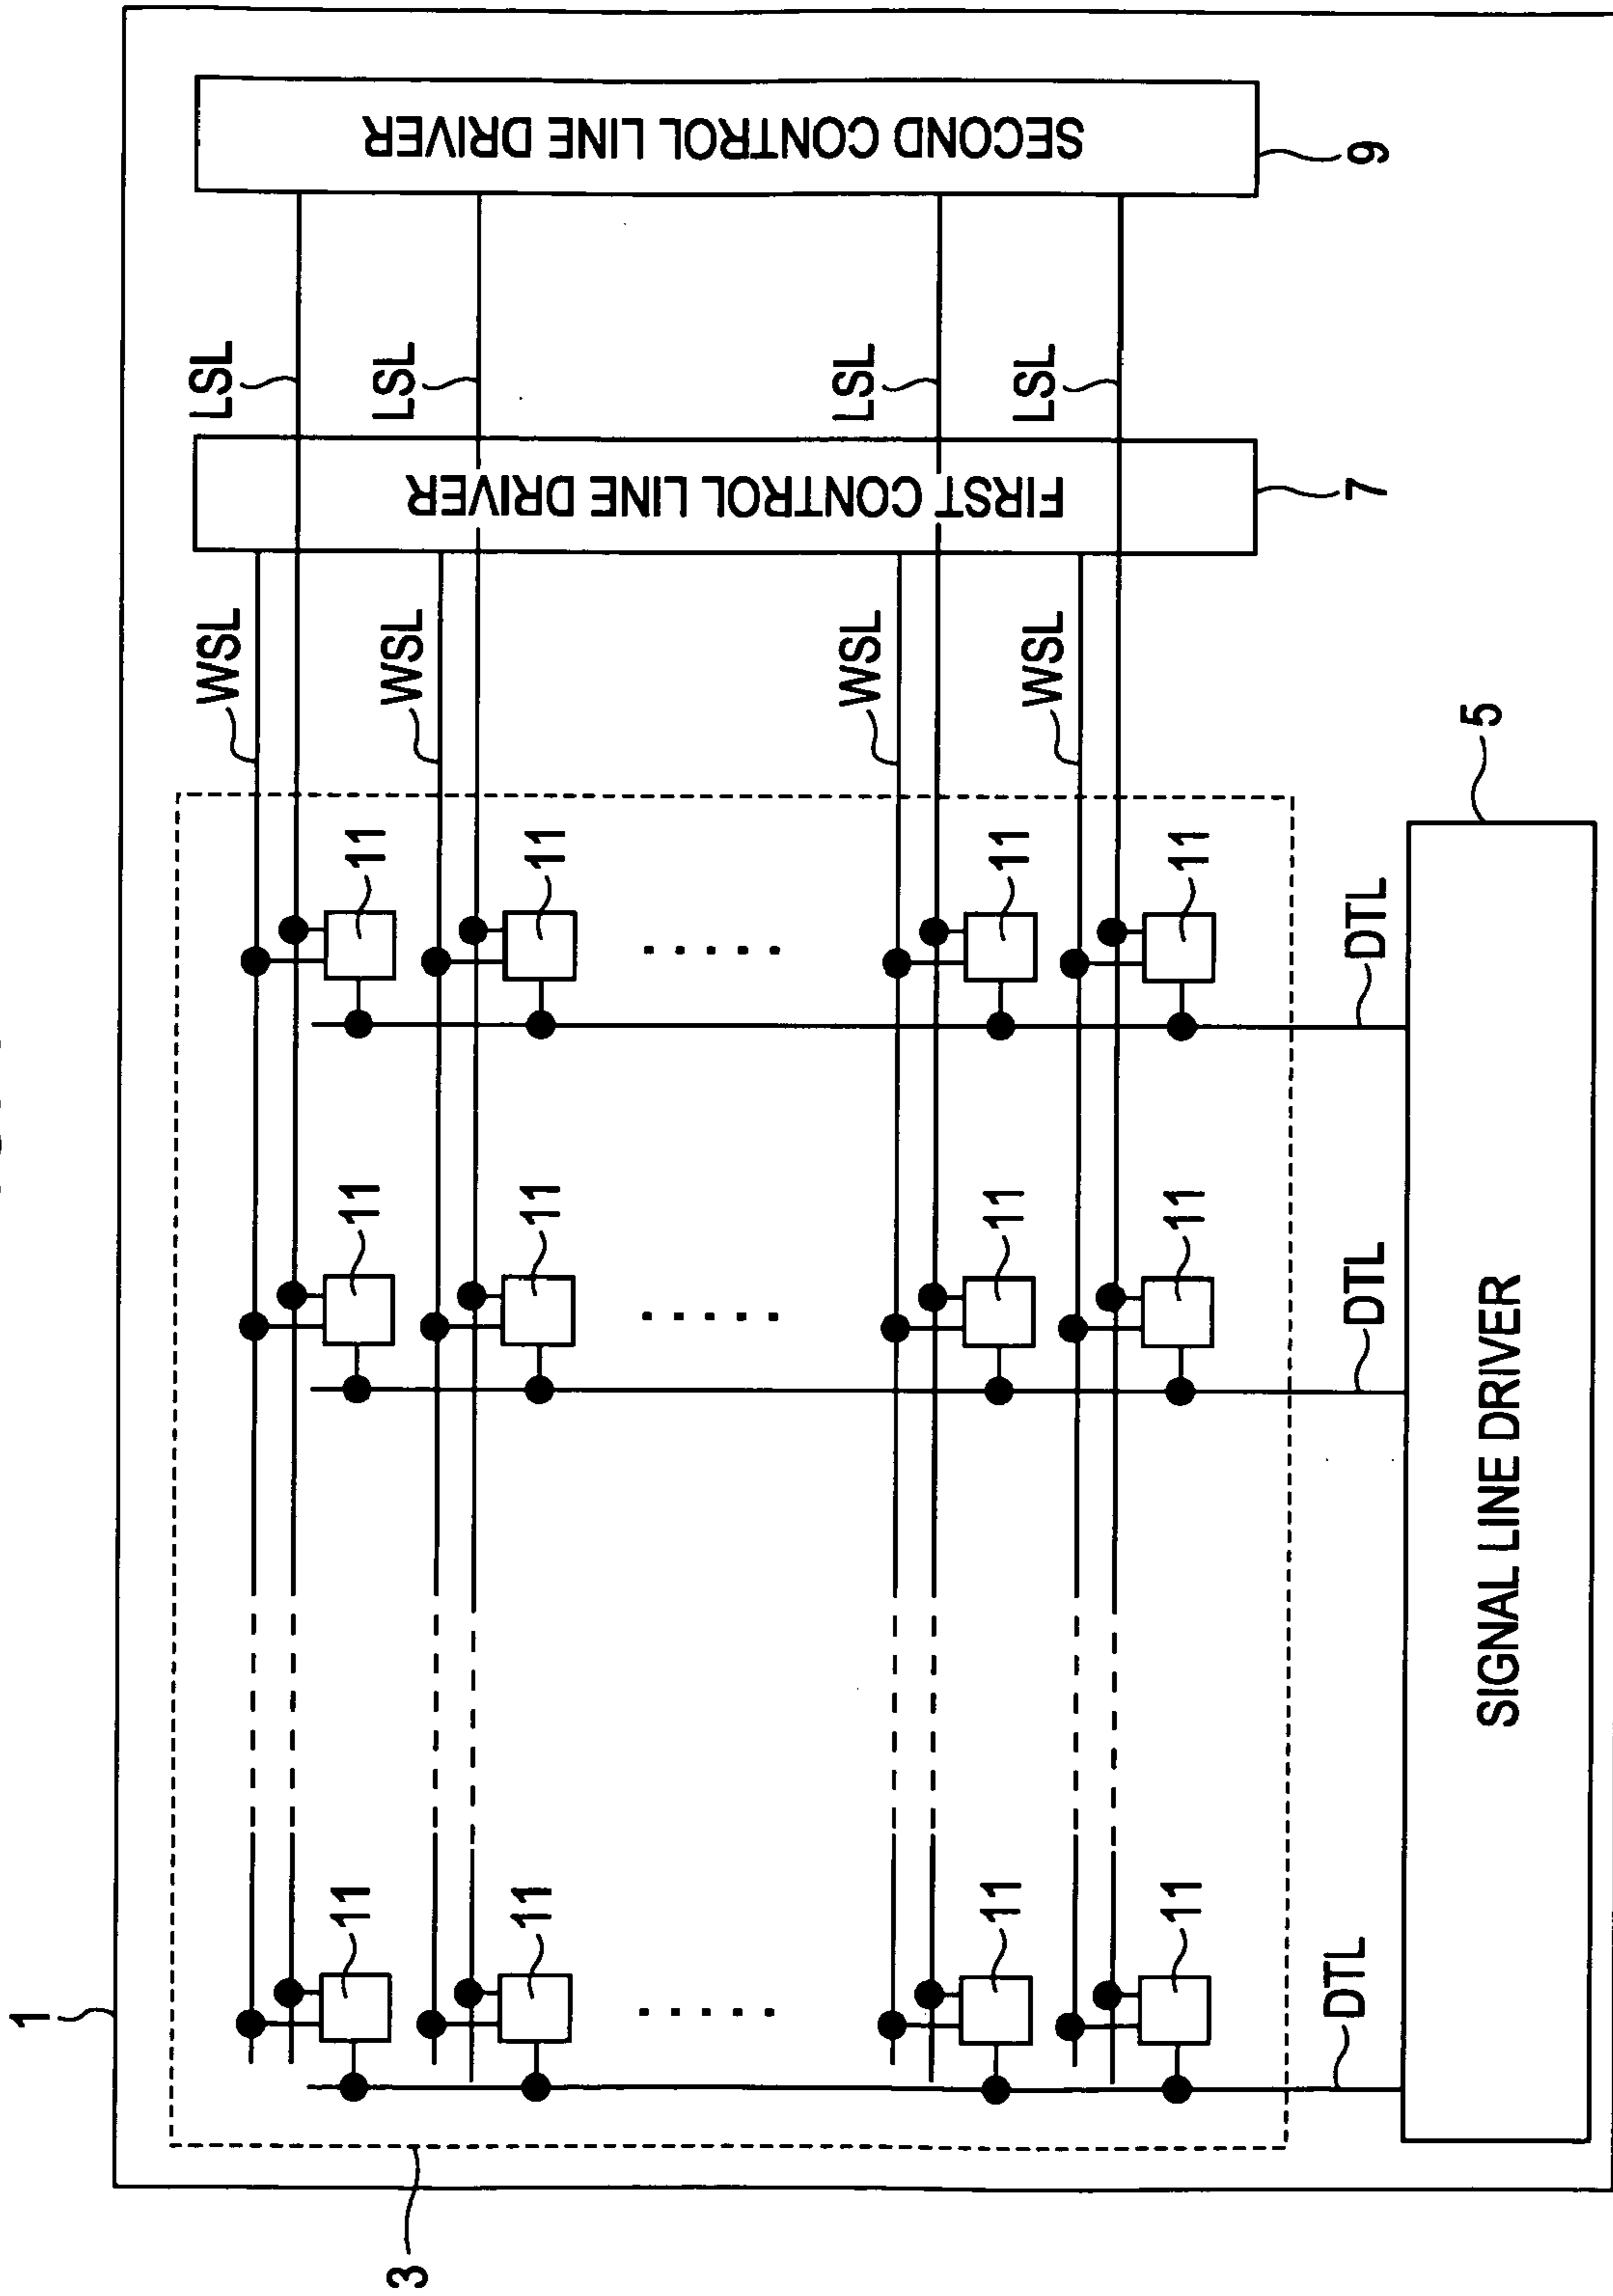 1
WSL
LSL
11
11
11
WSL
LSL
3
11
11
11
FIRST CONTROL LINE DRIVER
SECOND CONTROL LINE DRIVER
WSL
LSL
11
11
11
WSL
LSL
11
11
11
DTL
DTL
DTL
7
9
5
SIGNAL LINE DRIVER